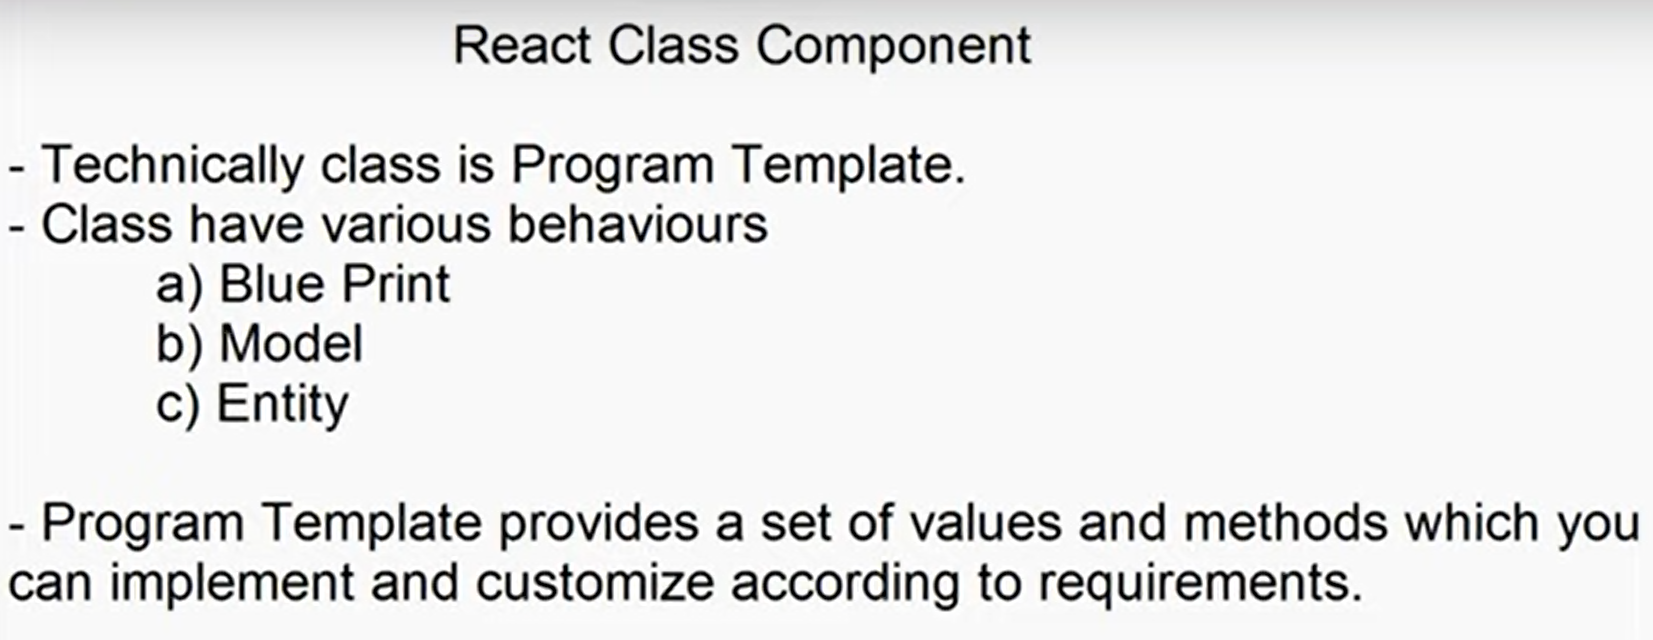 React Class Component
- Technically class is Program Template.
- Class have various behaviours
a) Blue Print
b) Model
c) Entity
- Program Template provides a set of values and methods which you
can implement and customize according to requirements.